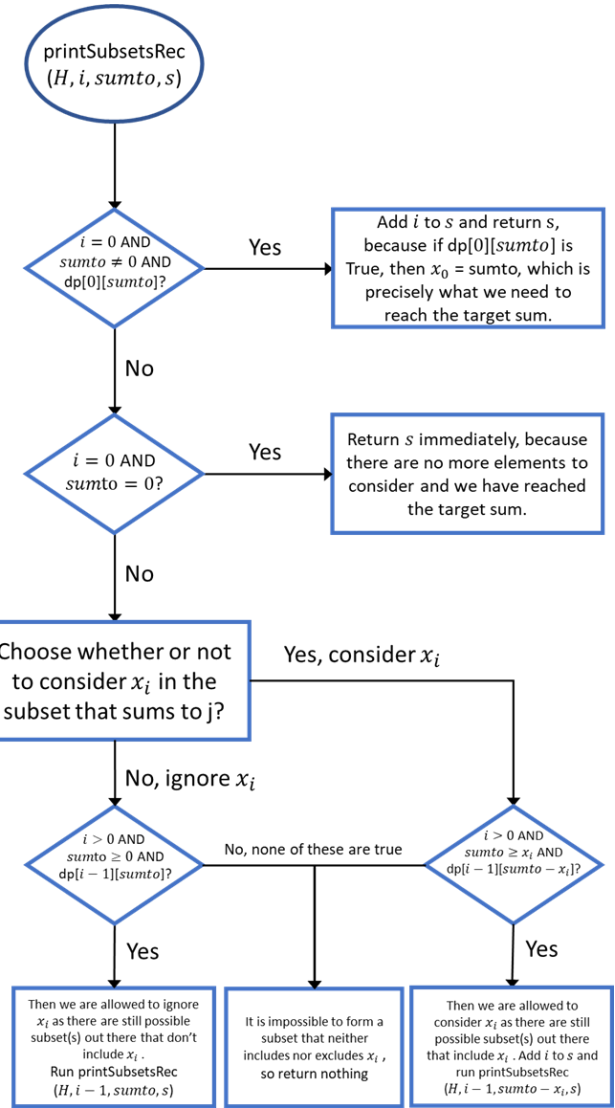 printSubsetsRec
(H, i, sumto, s)
i = 0 AND
sumto ≠ 0 AND
dp[0][sumto]?
Yes
Add i to s and return s,
because if dp[0][sumto] is
True, then x₀ = sumto, which is
precisely what we need to
reach the target sum.
No
i = 0 AND
sumto = 0?
Yes
Return s immediately, because
there are no more elements to
consider and we have reached
the target sum.
No
Choose whether or not
to consider xᵢ in the
subset that sums to j?
Yes, consider xᵢ
No, ignore xᵢ
i > 0 AND
sumto ≥ 0 AND
dp[i − 1][sumto]?
No, none of these are true
i > 0 AND
sumto ≥ xᵢ AND
dp[i − 1][sumto − xᵢ]?
Yes
Yes
Then we are allowed to ignore
xᵢ as there are still possible
subset(s) out there that don't
include xᵢ .
Run printSubsetsRec
(H, i − 1, sumto, s)
It is impossible to form a
subset that neither
includes nor excludes xᵢ ,
so return nothing
Then we are allowed to
consider xᵢ as there are still
possible subset(s) out there
that include xᵢ . Add i to s and
run printSubsetsRec
(H, i − 1, sumto − xᵢ, s)